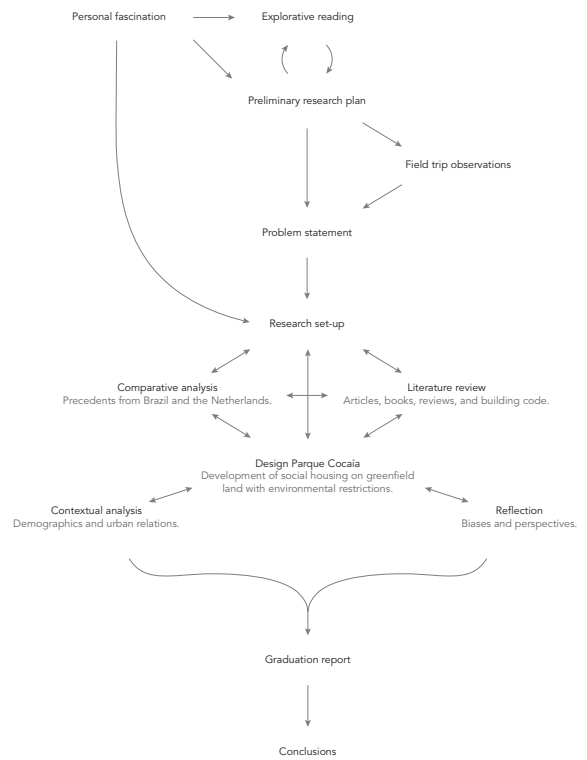 Personal fascination
Explorative reading
Preliminary research plan
Field trip observations
Problem statement
Research set-up
Comparative analysis
Precedents from Brazil and the Netherlands.
Literature review
Articles, books, reviews, and building code.
Design Parque Cocaía
Development of social housing on greenfield
land with environmental restrictions.
Contextual analysis
Demographics and urban relations.
Reflection
Biases and perspectives.
Graduation report
Conclusions